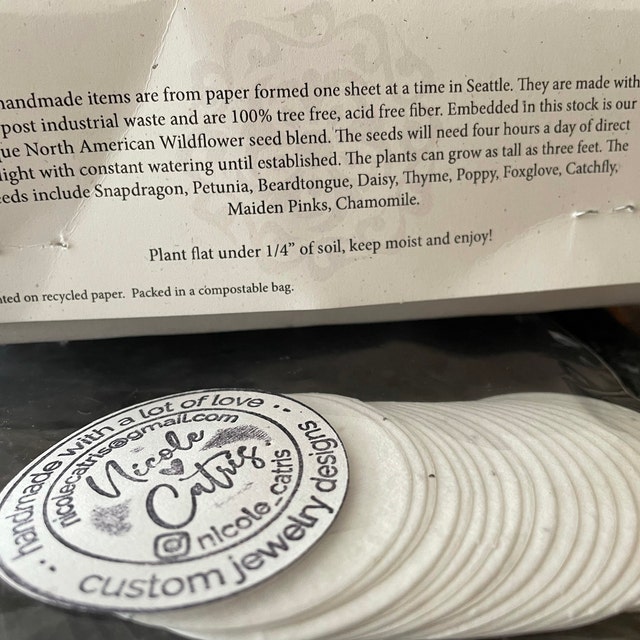 handmade items are from paper formed one sheet at a time in Seattle. They are made with
post industrial waste and are 100% tree free, acid free fiber. Embedded in this stock is our
ue North American Wildflower seed blend. The seeds will need four hours a day of direct
light with constant watering until established. The plants can grow as tall as three feet. The
eds include Snapdragon, Petunia, Beardtongue, Daisy, Thyme, Poppy, Foxglove, Catchfly,
Maiden Pinks, Chamomile.
Plant flat under 1/4” of soil, keep moist and enjoy!
ted on recycled paper. Packed in a compostable bag.
handmade with a lot of love
nicolecatris@gmail.com
Nicole
Catris
nicole_catris
custom jewelry designs